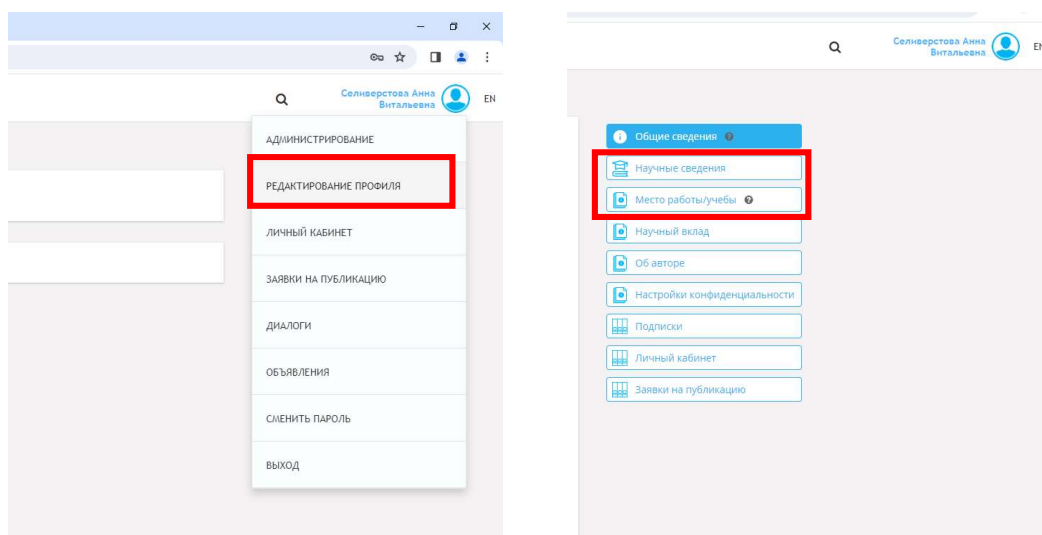 Селиверстова Анна
Витальевна
EN
АДМИНИСТРИРОВАНИЕ
РЕДАКТИРОВАНИЕ ПРОФИЛЯ
ЛИЧНЫЙ КАБИНЕТ
ЗАЯВКИ НА ПУБЛИКАЦИЮ
ДИАЛОГИ
ОБЪЯВЛЕНИЯ
СМЕНИТЬ ПАРОЛЬ
ВЫХОД
Селиверстова Анна
Витальевна
Общие сведения
Научные сведения
Место работы/учебы
Научный вклад
Об авторе
Настройки конфиденциальности
Подписки
Личный кабинет
Заявки на публикацию